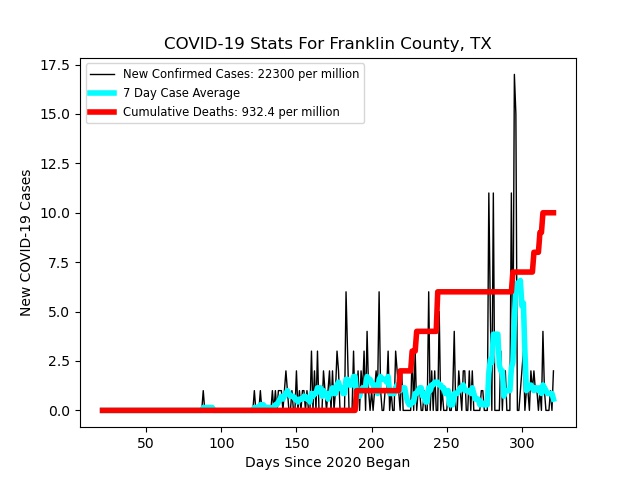 COVID-19 Stats For Franklin County, TX
New Confirmed Cases: 22300 per million
7 Day Case Average
Cumulative Deaths: 932.4 per million
New COVID-19 Cases
17.5
15.0
12.5
10.0
7.5
5.0
2.5
0.0
50 100 150 200 250 300
Days Since 2020 Began